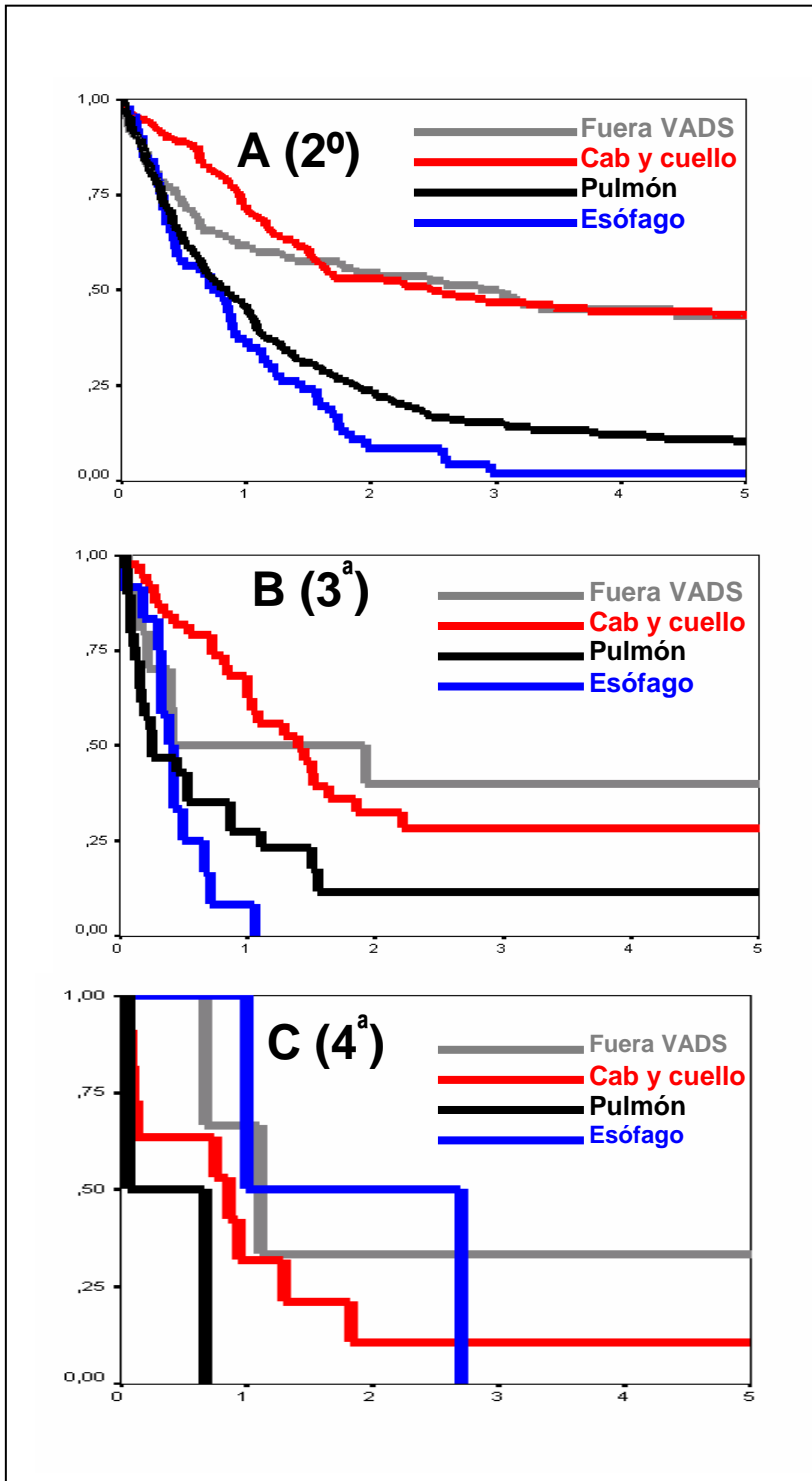 1,00
A (2º)
Fuera VADS
Cab y cuello
Pulmón
Esófago
,75
,50
,25
0,00
0 1 2 3 4 5
1,00
B (3ª)
Fuera VADS
Cab y cuello
Pulmón
Esófago
,75
,50
,25
0,00
0 1 2 3 4 5
1,00
C (4ª)
Fuera VADS
Cab y cuello
Pulmón
Esófago
,75
,50
,25
0,00
0 1 2 3 4 5